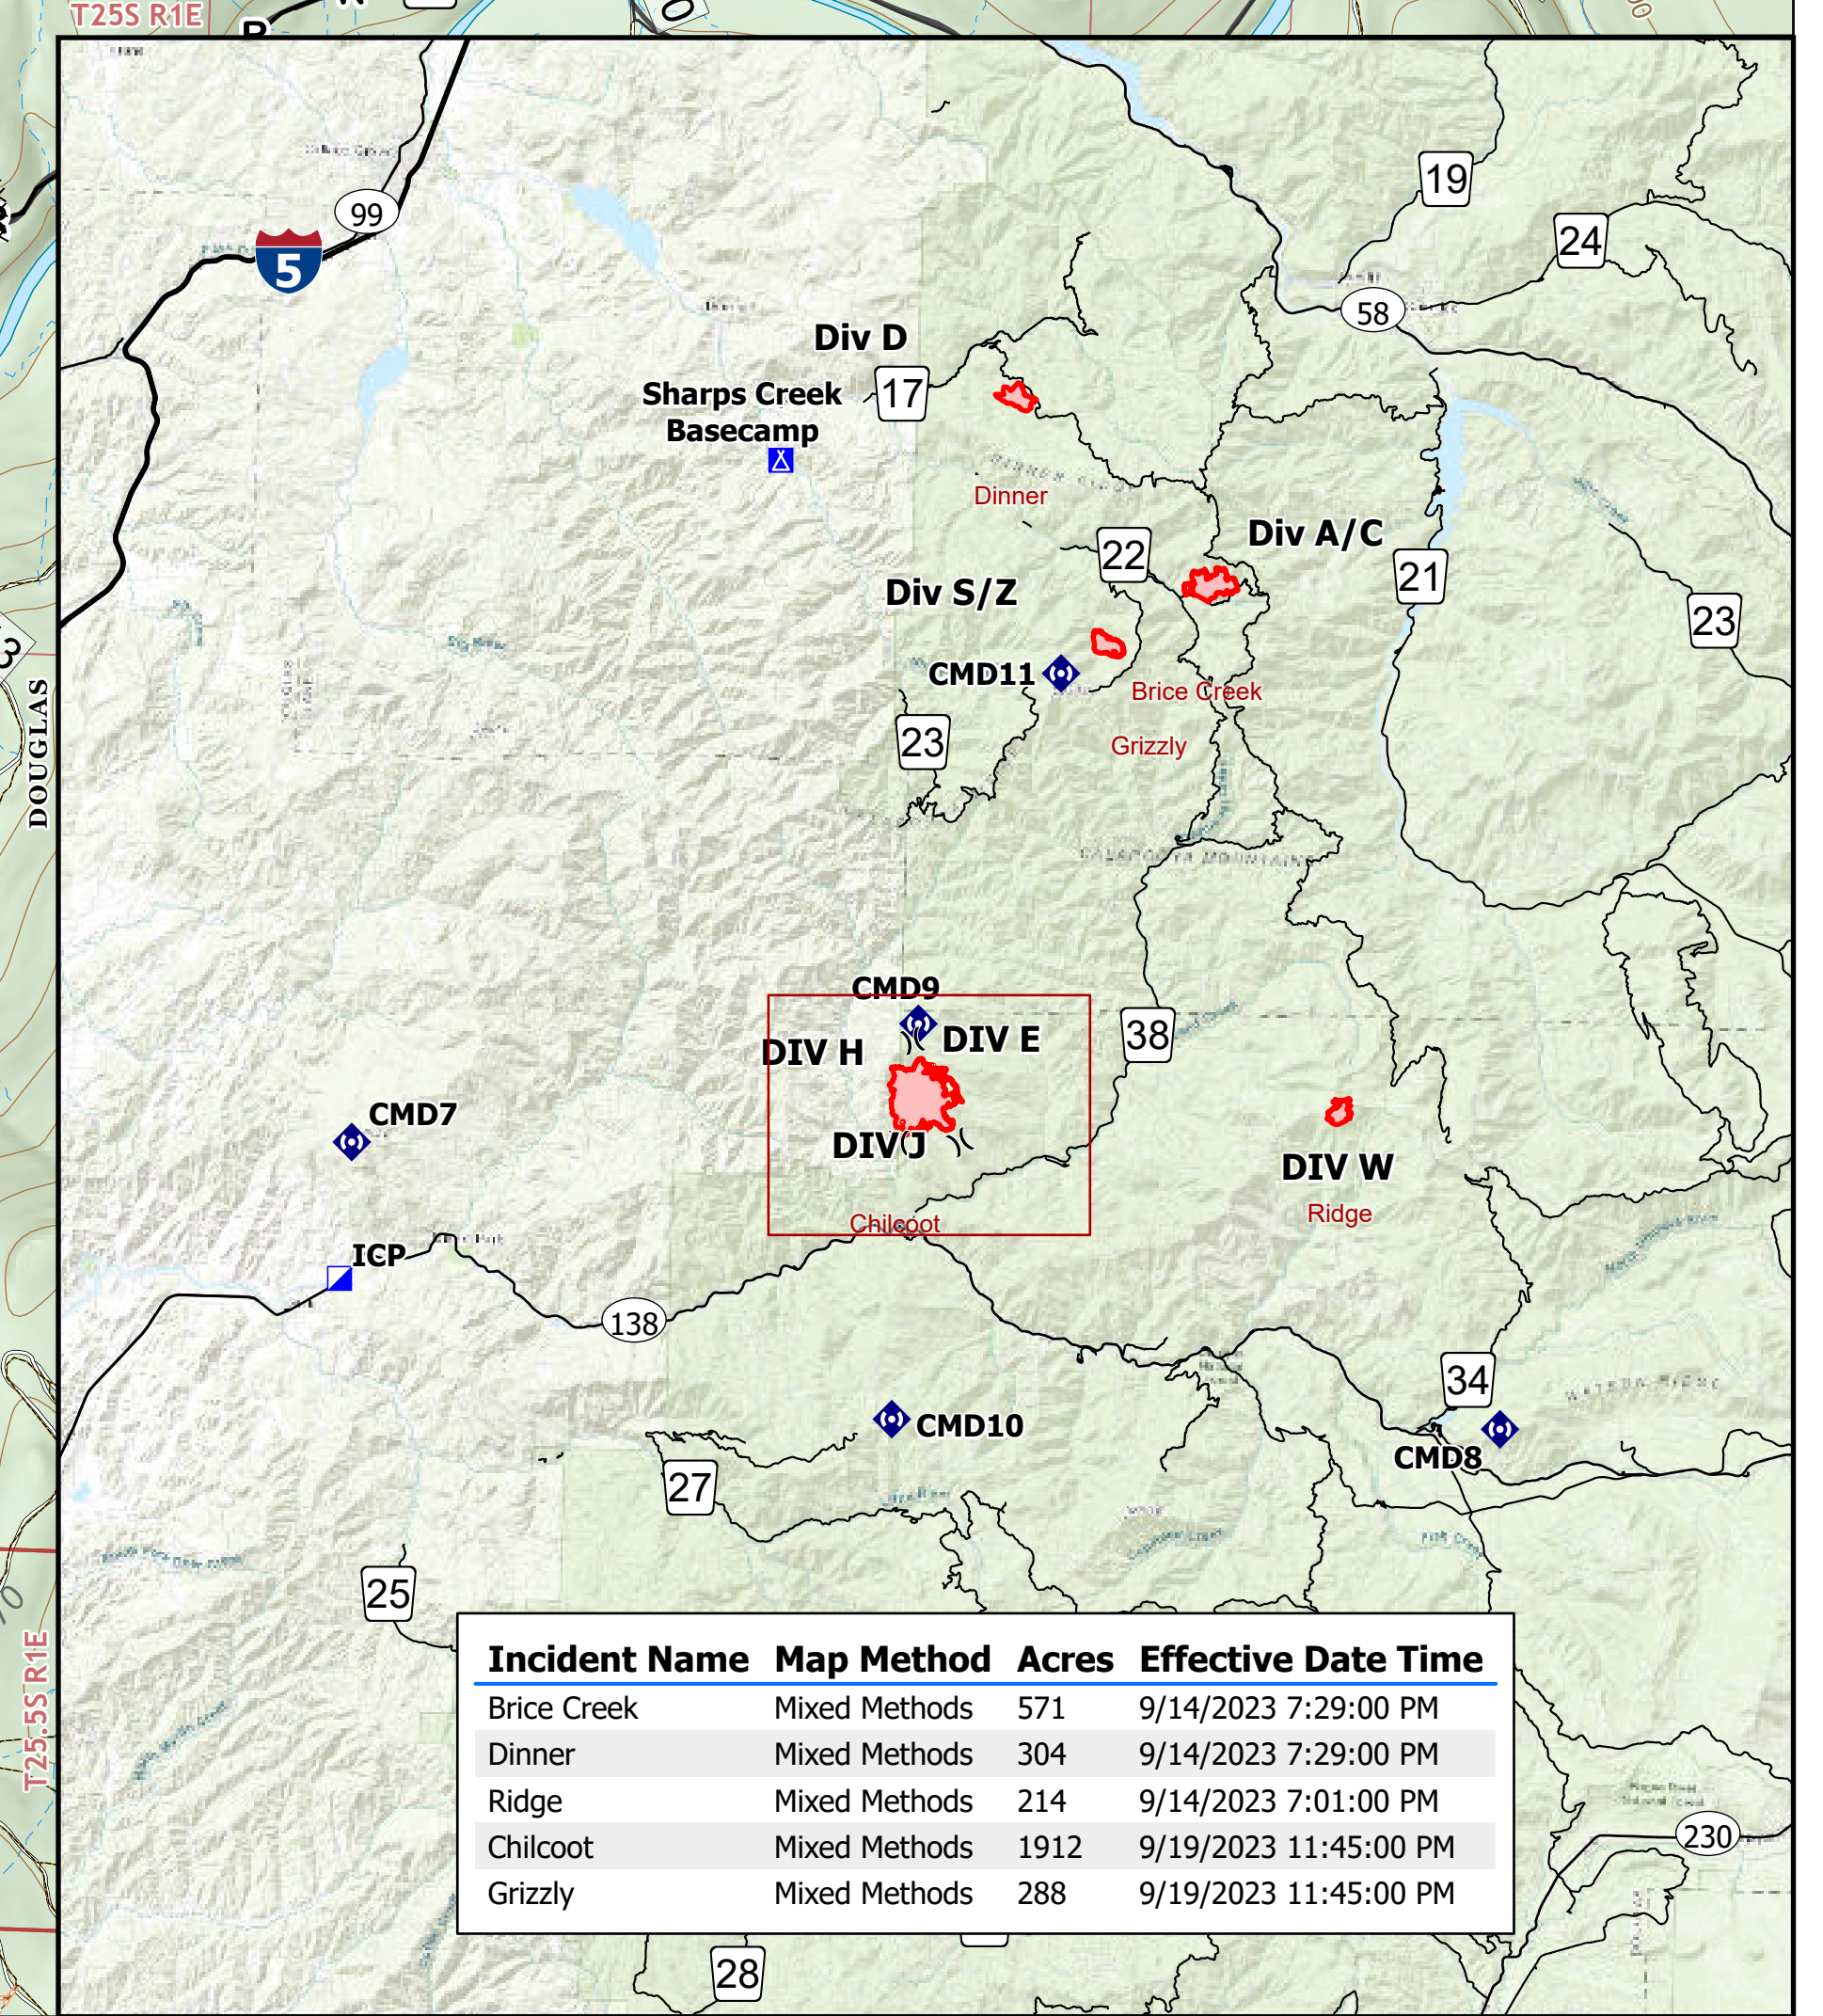 T25S R1E
99
5
19
24
58
Div D
17
Sharps Creek
Basecamp
Dinner
22
Div A/C
21
Div S/Z
23
CMD11
Brice Creek
23
Grizzly
DOUGLAS
CALAPOOYA MOUNTAINS
CMD9
38
DIV H
DIV E
CMD7
DIV J
DIV W
Ridge
Chilcoot
ICP
138
34
WATSON RIDGE
CMD10
CMD8
27
25
T25.5S R1E
Incident Name Map Method Acres Effective Date Time
Brice Creek Mixed Methods 571 9/14/2023 7:29:00 PM
Dinner Mixed Methods 304 9/14/2023 7:29:00 PM
Ridge Mixed Methods 214 9/14/2023 7:01:00 PM
Chilcoot Mixed Methods 1912 9/19/2023 11:45:00 PM
Grizzly Mixed Methods 288 9/19/2023 11:45:00 PM
230
28